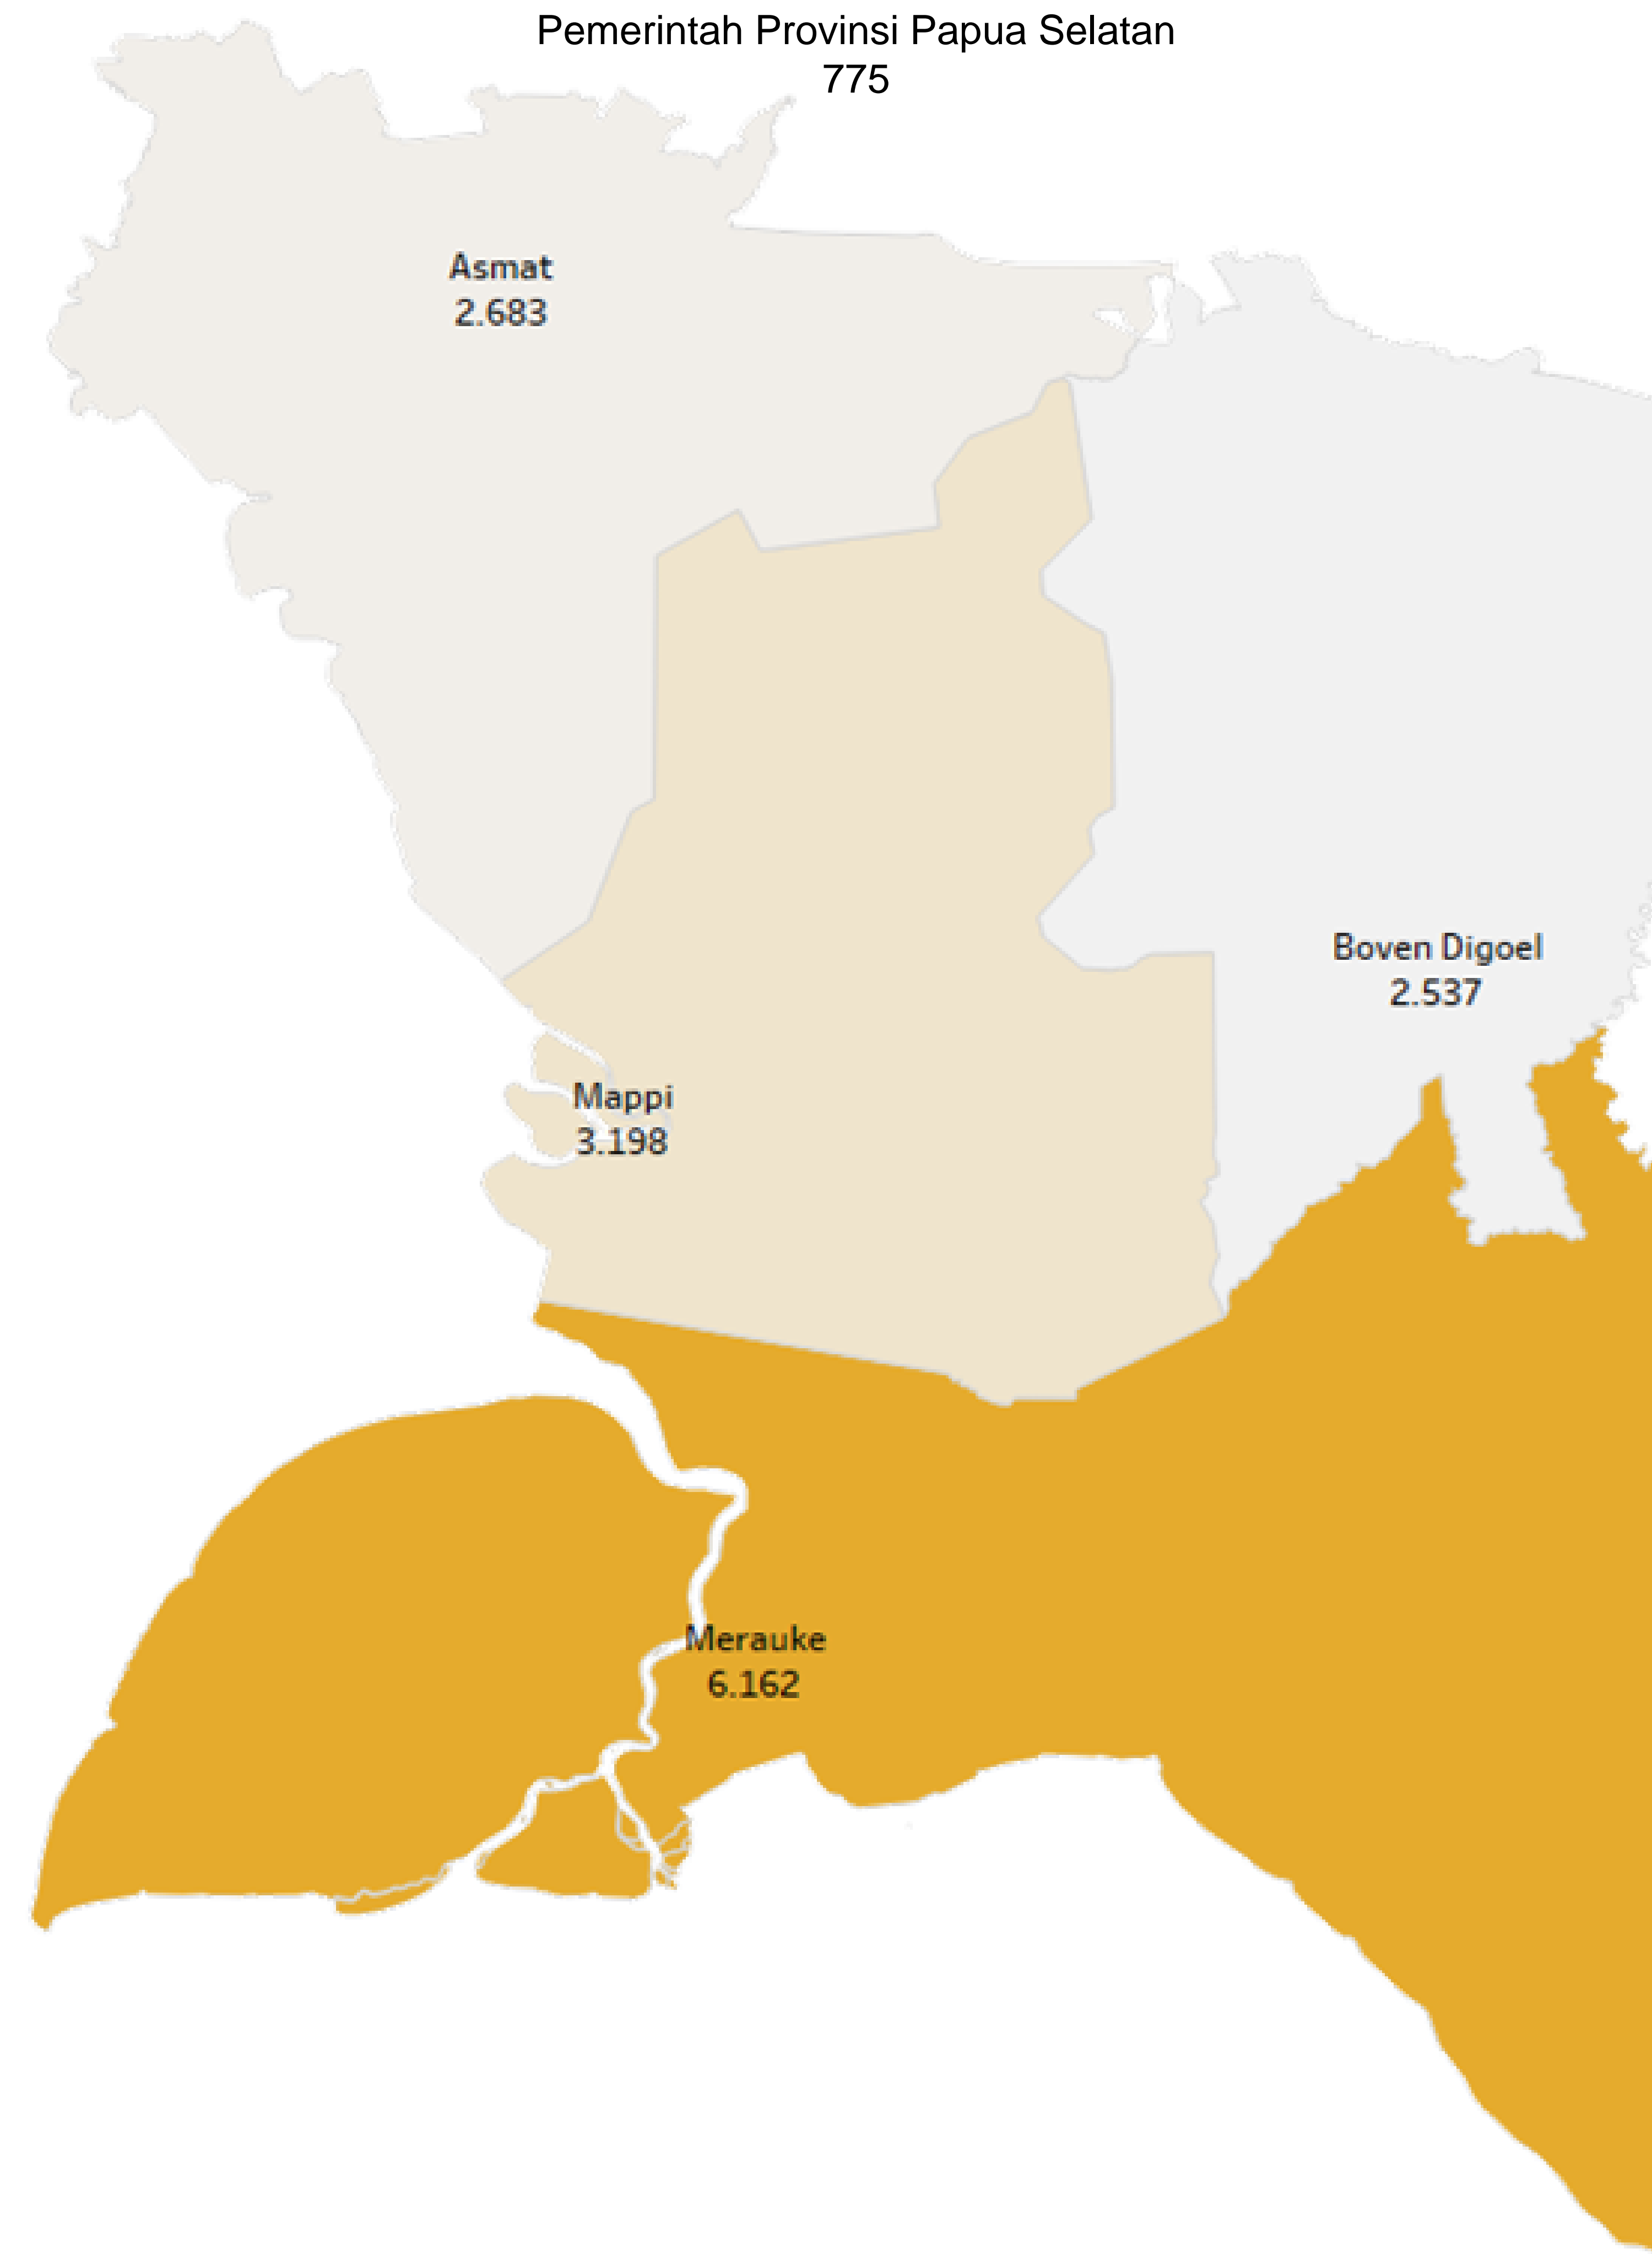 Pemerintah Provinsi Papua Selatan
775
Asmat
2.683
Boven Digoel
2.537
Mappi
3.198
Merauke
6.162